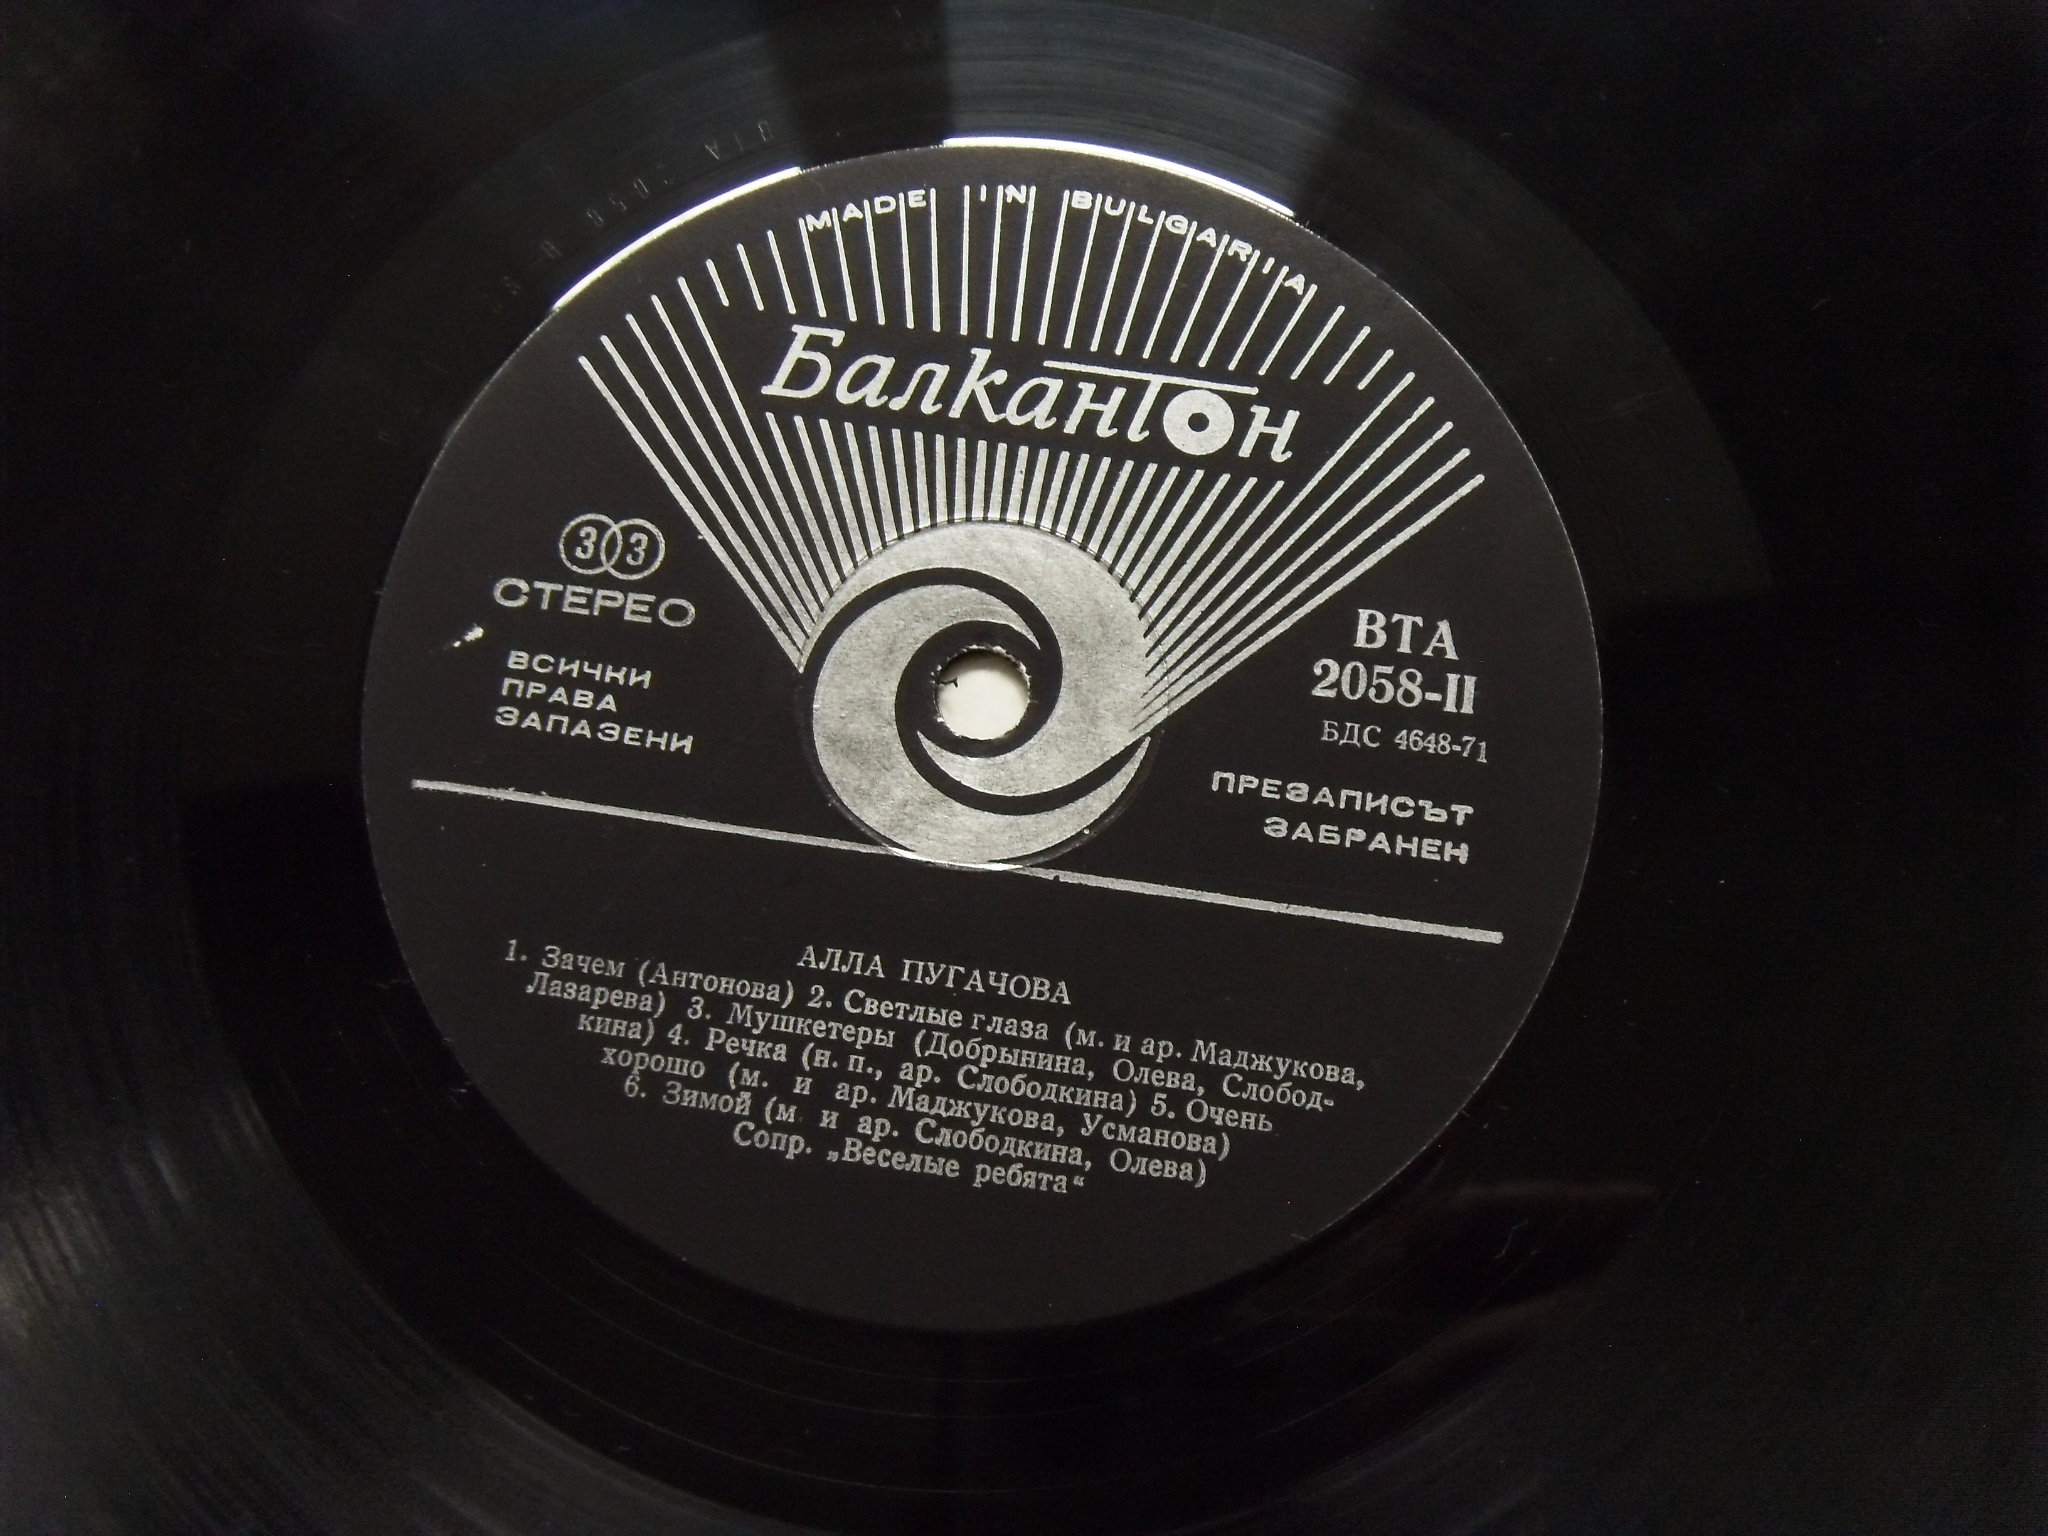 MADE IN BULGARIA
Балкантон
33
СТЕРЕО
ВСИЧКИ
ПРАВА
ЗАПАЗЕНИ
ВТА
2058-II
БДС 4648-71
ПРЕЗАПИСЪТ
ЗАБРАНЕН
АЛЛА ПУГАЧОВА
1. Зачем (Антонова) 2. Светлые глаза (м. и ар. Маджукова,
Лазарева) 3. Мушкетеры (Добрынина, Олева, Слобод-
кина) 4. Речка (н. п., ар. Слободкина) 5. Очень
хорошо (м. и ар. Маджукова, Усманова)
6. Зимой (м. и ар. Слободкина, Олева)
Сопр. „Веселые ребята“